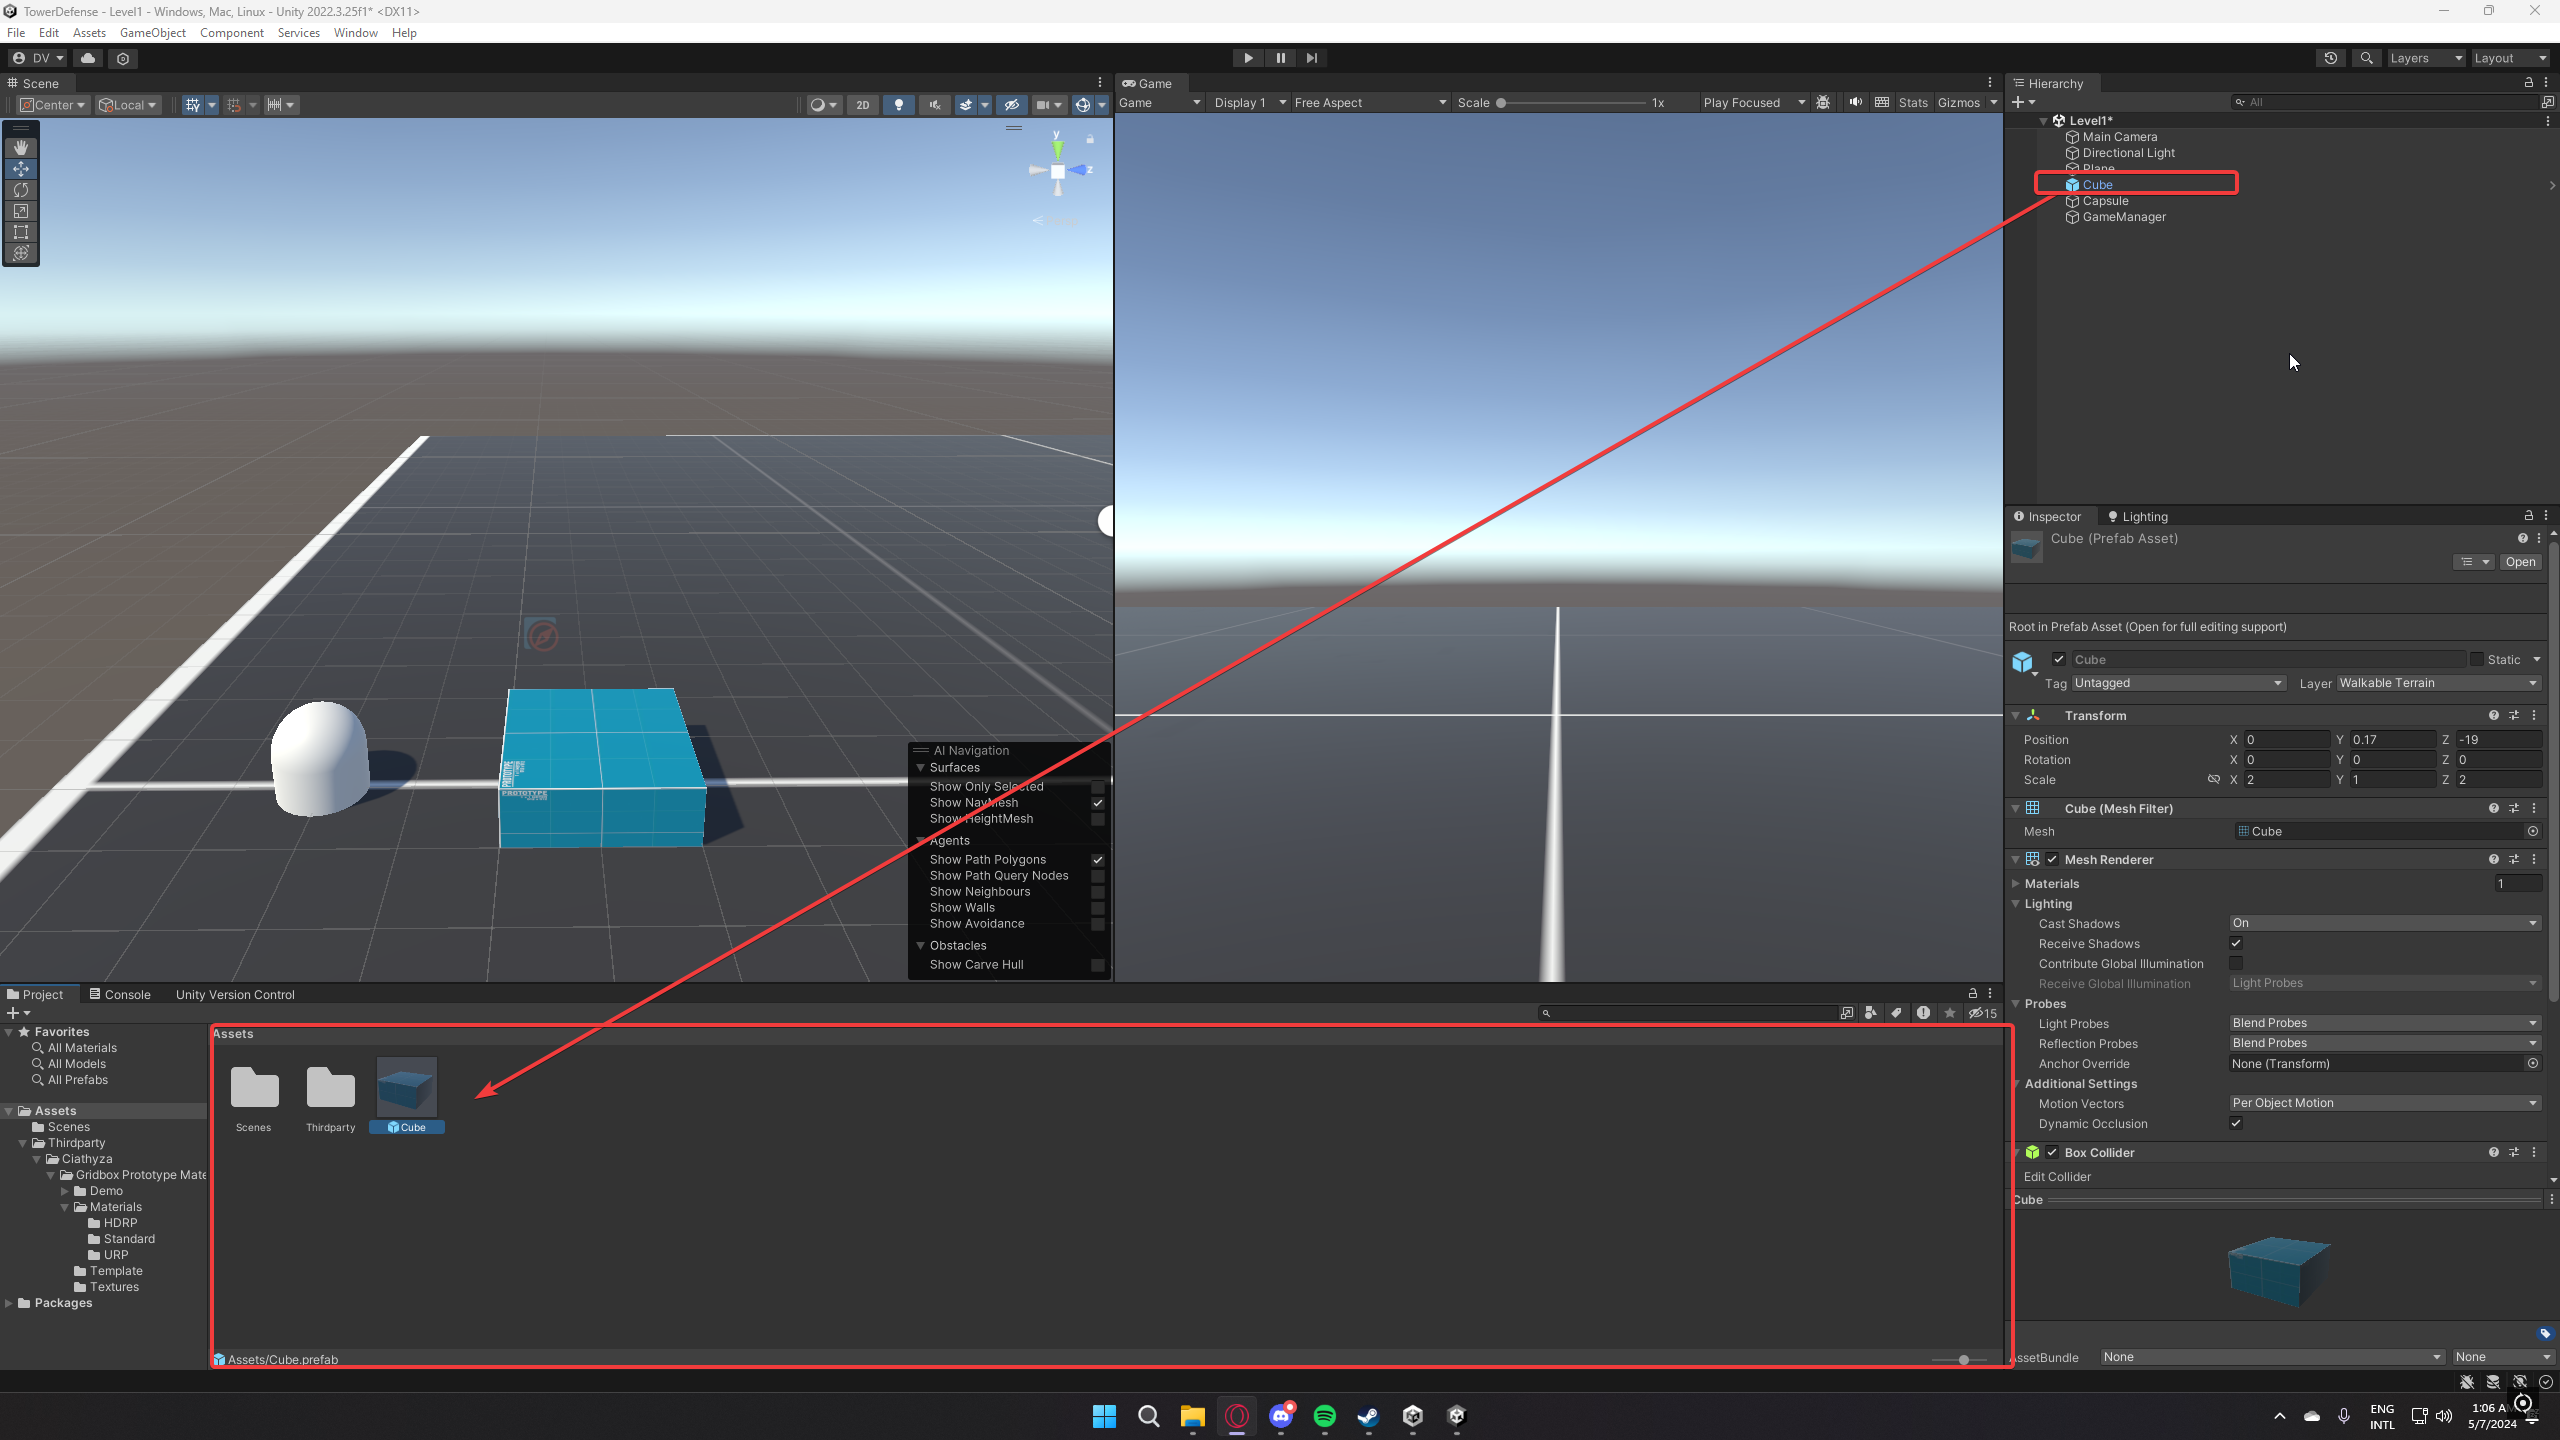 TowerDefense - Level1 - Windows, Mac, Linux - Unity 2022.3.25f1* <DX11>
File Edit Assets GameObject Component Services Window Help
DV
Layers Layout
Scene
Center Local
2D
y
z
Game
Game Display 1 Free Aspect Scale 1x Play Focused Stats Gizmos
Hierarchy
All
Level1*
Main Camera
Directional Light
Plane
Cube
Capsule
GameManager
PROTOTYPE
PROTOTYPE
AI Navigation
Surfaces
Show Only Selected
Show NavMesh
Show HeightMesh
Agents
Show Path Polygons
Show Path Query Nodes
Show Neighbours
Show Walls
Show Avoidance
Obstacles
Show Carve Hull
Inspector Lighting
Cube (Prefab Asset)
Open
Root in Prefab Asset (Open for full editing support)
Cube Static
Tag Untagged Layer Walkable Terrain
Transform
Position X 0 Y 0.17 Z -19
Rotation X 0 Y 0 Z 0
Scale X 2 Y 1 Z 2
Cube (Mesh Filter)
Mesh Cube
Mesh Renderer
Materials 1
Lighting
Cast Shadows On
Receive Shadows
Contribute Global Illumination
Receive Global Illumination Light Probes
Probes
Light Probes Blend Probes
Reflection Probes Blend Probes
Anchor Override None (Transform)
Additional Settings
Motion Vectors Per Object Motion
Dynamic Occlusion
Box Collider
Edit Collider
Cube
AssetBundle None None
Project Console Unity Version Control
15
Favorites
All Materials
All Models
All Prefabs
Assets
Scenes
Thirdparty
Ciathyza
Gridbox Prototype Mate
Demo
Materials
HDRP
Standard
URP
Template
Textures
Packages
Assets
Scenes Thirdparty Cube
Assets/Cube.prefab
ENG
INTL
1:06 A
5/7/2024